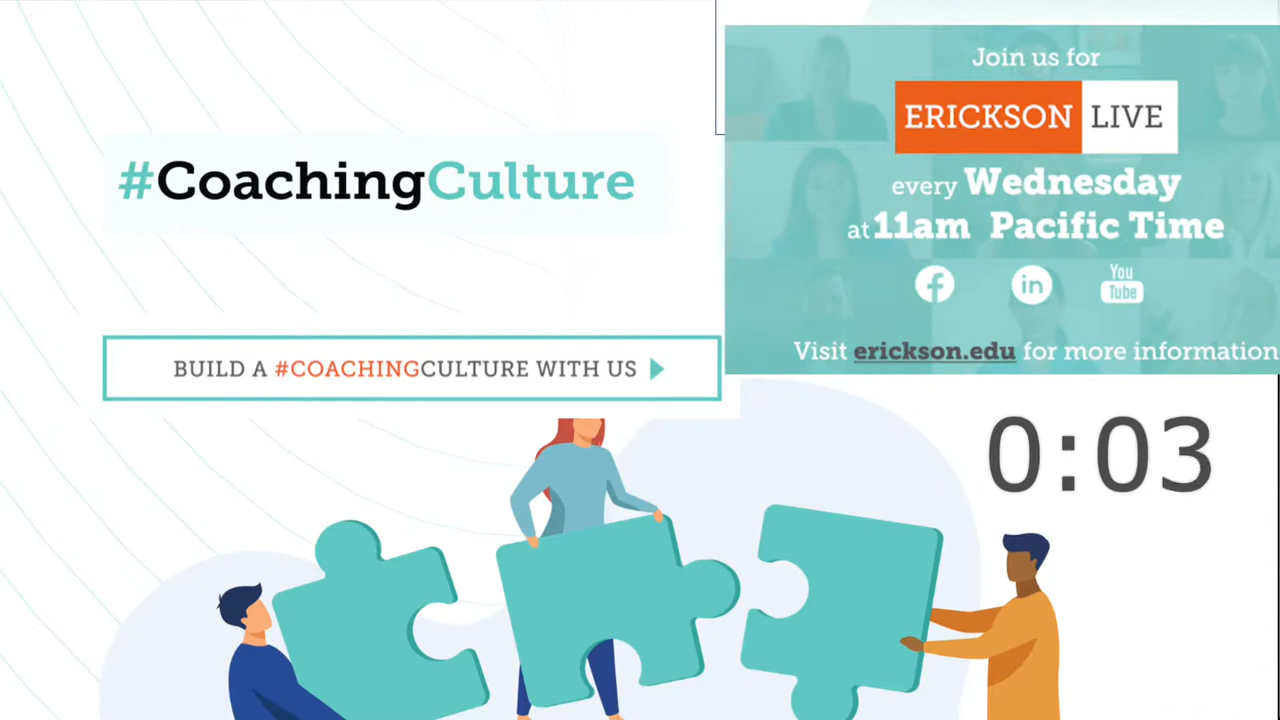 #CoachingCulture
BUILD A #COACHINGCULTURE WITH US
Join us for
ERICKSON LIVE
every Wednesday
at 11am Pacific Time
You
Tube
Visit erickson.edu for more information
0:03